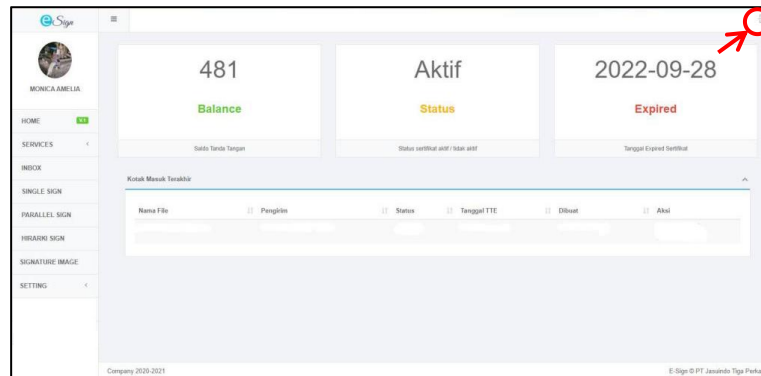 eSign
MONICA AMELIA
HOME
SERVICES
INBOX
SINGLE SIGN
PARALLEL SIGN
HIRARKI SIGN
SIGNATURE IMAGE
SETTING
481
Balance
Saldo Tanda Tangan
Aktif
Status
Status sertifikat aktif / tidak aktif
2022-09-28
Expired
Tanggal Expired Sertifikat
Kotak Masuk Terakhir
Nama File Pengirim Status Tanggal TTE Dibuat Aksi
Company 2020-2021
E-Sign © PT Jasuindo Tiga Perka